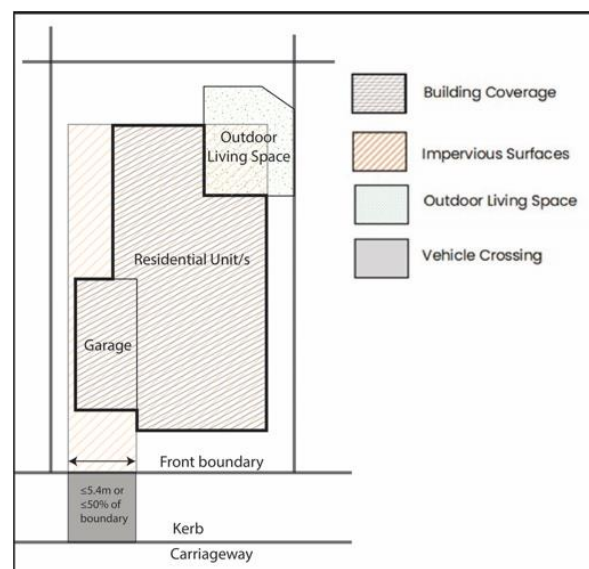 Building Coverage
Outdoor
Living Space
Impervious Surfaces
Outdoor Living Space
Residential Unit/s
Vehicle Crossing
Garage
Front boundary
≤5.4m or
≤50% of
boundary
Kerb
Carriageway